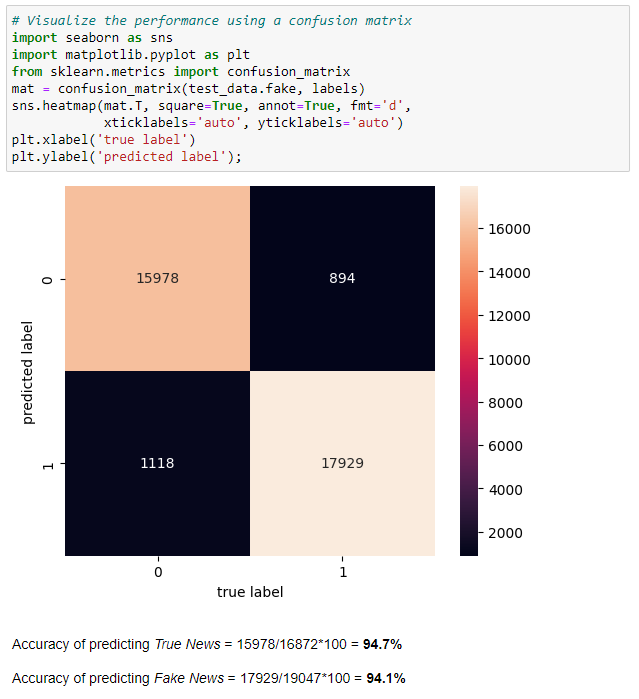 # Visualize the performance using a confusion matrix
import seaborn as sns
import matplotlib.pyplot as plt
from sklearn.metrics import confusion_matrix
mat = confusion_matrix(test_data.fake, labels)
sns.heatmap(mat.T, square=True, annot=True, fmt='d',
            xticklabels='auto', yticklabels='auto')
plt.xlabel('true label')
plt.ylabel('predicted label');
15978
894
1118
17929
0
1
predicted label
0
1
true label
16000
14000
12000
10000
8000
6000
4000
2000
Accuracy of predicting True News = 15978/16872*100 = 94.7%
Accuracy of predicting Fake News = 17929/19047*100 = 94.1%